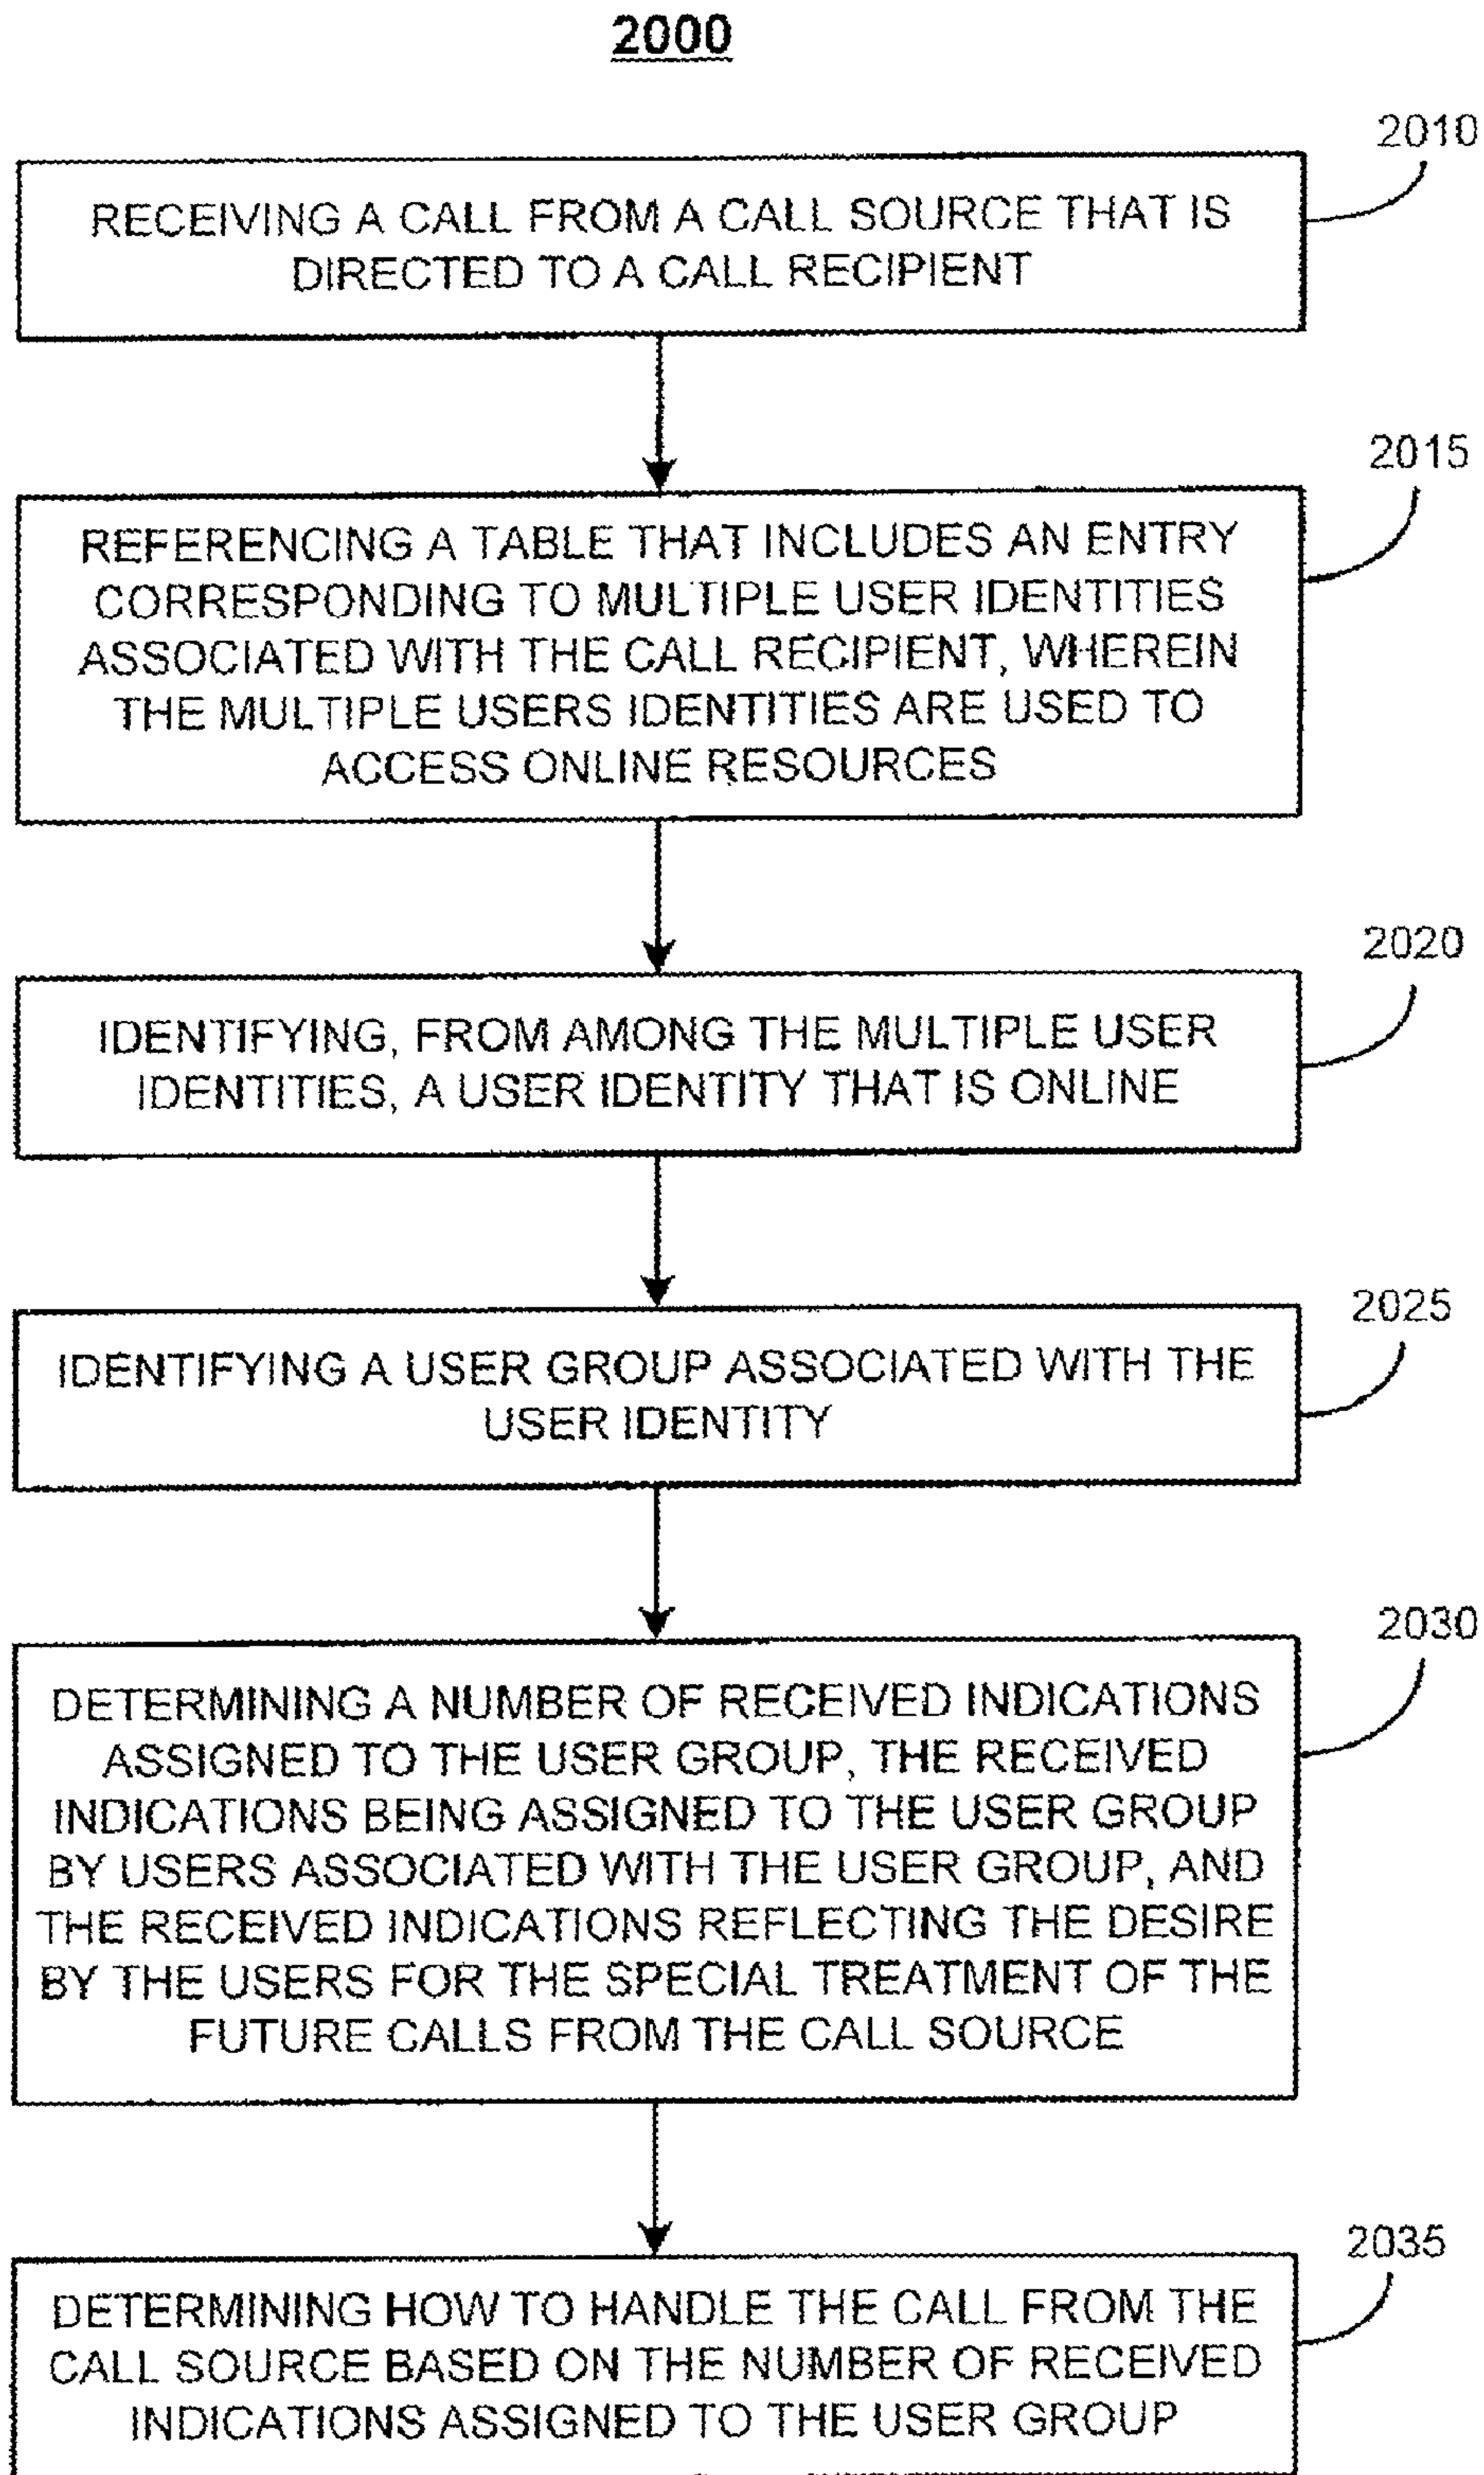 2000
2010
RECEIVING A CALL FROM A CALL SOURCE THAT IS
DIRECTED TO A CALL RECIPIENT
2015
REFERENCING A TABLE THAT INCLUDES AN ENTRY
CORRESPONDING TO MULTIPLE USER IDENTITIES
ASSOCIATED WITH THE CALL RECIPIENT, WHEREIN
THE MULTIPLE USERS IDENTITIES ARE USED TO
ACCESS ONLINE RESOURCES
2020
IDENTIFYING, FROM AMONG THE MULTIPLE USER
IDENTITIES, A USER IDENTITY THAT IS ONLINE
2025
IDENTIFYING A USER GROUP ASSOCIATED WITH THE
USER IDENTITY
2030
DETERMINING A NUMBER OF RECEIVED INDICATIONS
ASSIGNED TO THE USER GROUP, THE RECEIVED
INDICATIONS BEING ASSIGNED TO THE USER GROUP
BY USERS ASSOCIATED WITH THE USER GROUP, AND
THE RECEIVED INDICATIONS REFLECTING THE DESIRE
BY THE USERS FOR THE SPECIAL TREATMENT OF THE
FUTURE CALLS FROM THE CALL SOURCE
2035
DETERMINING HOW TO HANDLE THE CALL FROM THE
CALL SOURCE BASED ON THE NUMBER OF RECEIVED
INDICATIONS ASSIGNED TO THE USER GROUP